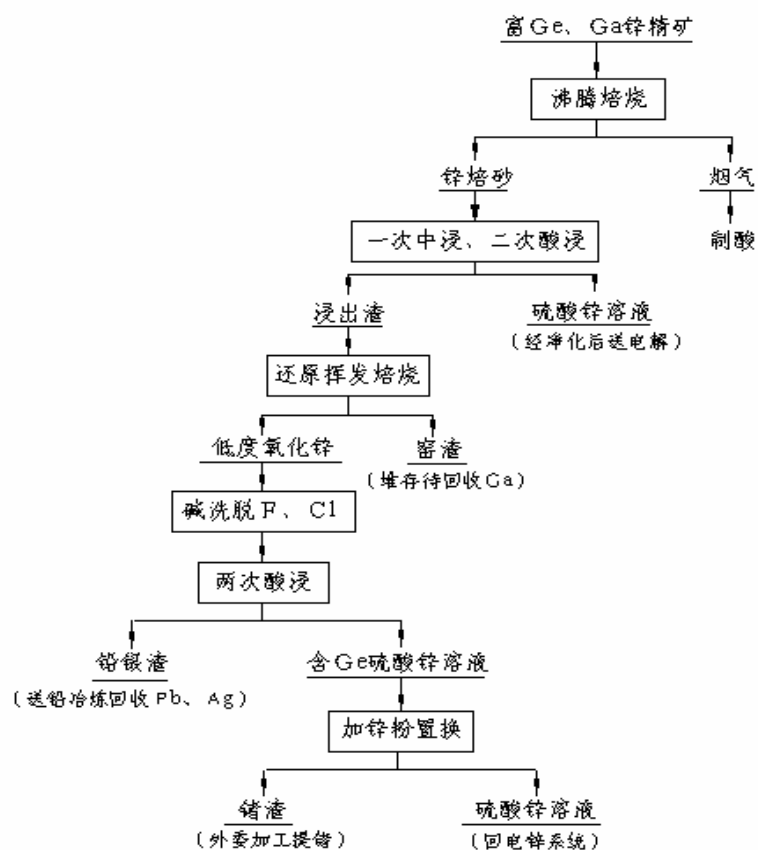 富Ge、Ga锌精矿
沸腾焙烧
锌焙砂
烟气
一次中浸、二次酸浸
制酸
浸出渣
硫酸锌溶液
(经净化后送电解)
还原挥发焙烧
低度氧化锌
窑渣
(堆存待回收Ga)
碱洗脱F、Cl
两次酸浸
铅银渣
含Ge硫酸锌溶液
(送铅冶炼回收Pb、Ag)
加锌粉置换
锗渣
硫酸锌溶液
(外委加工提锗)
(回电锌系统)